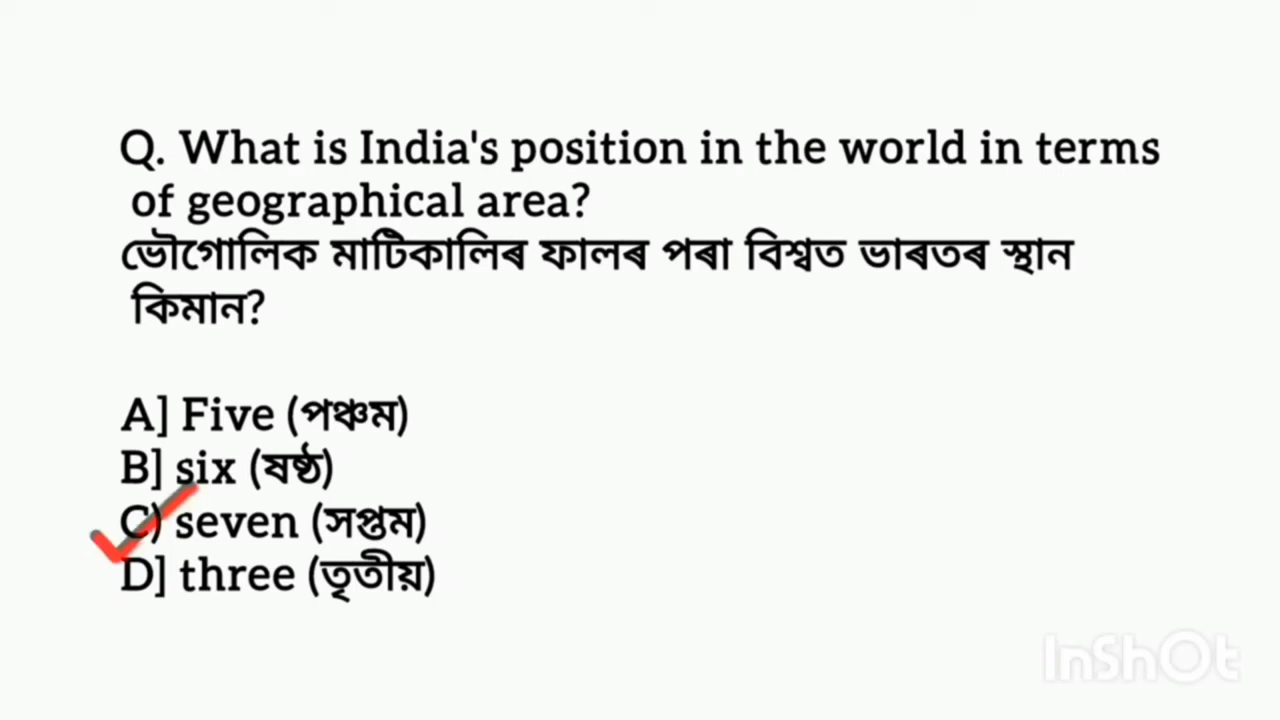 Q. What is India's position in the world in terms
of geographical area?
ভৌগোলিক মাটিকালিৰ ফালৰ পৰা বিশ্বত ভাৰতৰ স্থান
কিমান?
A] Five (পঞ্চম)
B] six (ষষ্ঠ)
C) seven (সপ্তম)
D] three (তৃতীয়)
InShOt